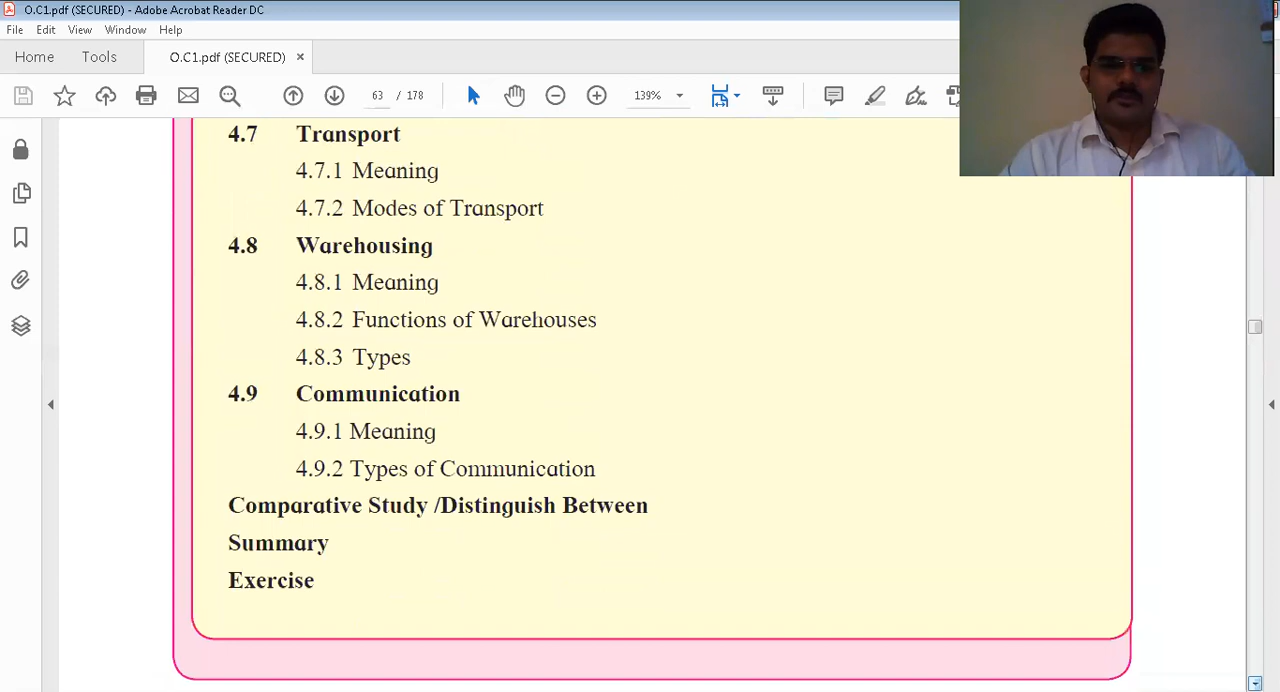 O.C1.pdf (SECURED) - Adobe Acrobat Reader DC
File Edit View Window Help
Home Tools O.C1.pdf (SECURED) ×
63 / 178 139%
4.7 Transport
4.7.1 Meaning
4.7.2 Modes of Transport
4.8 Warehousing
4.8.1 Meaning
4.8.2 Functions of Warehouses
4.8.3 Types
4.9 Communication
4.9.1 Meaning
4.9.2 Types of Communication
Comparative Study /Distinguish Between
Summary
Exercise